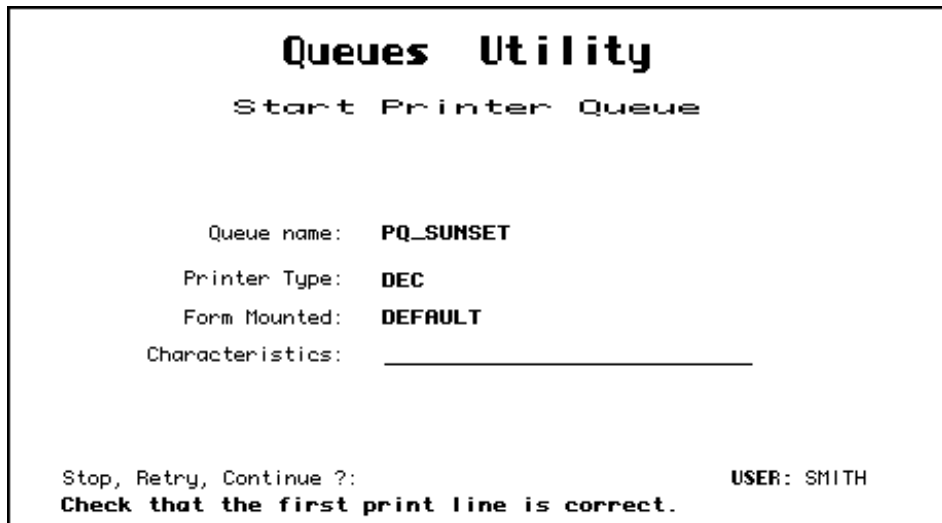 Queues Utility
Start Printer Queue
Queue name: PQ_SUNSET
Printer Type: DEC
Form Mounted: DEFAULT
Characteristics:
Stop, Retry, Continue ?: USER: SMITH
Check that the first print line is correct.